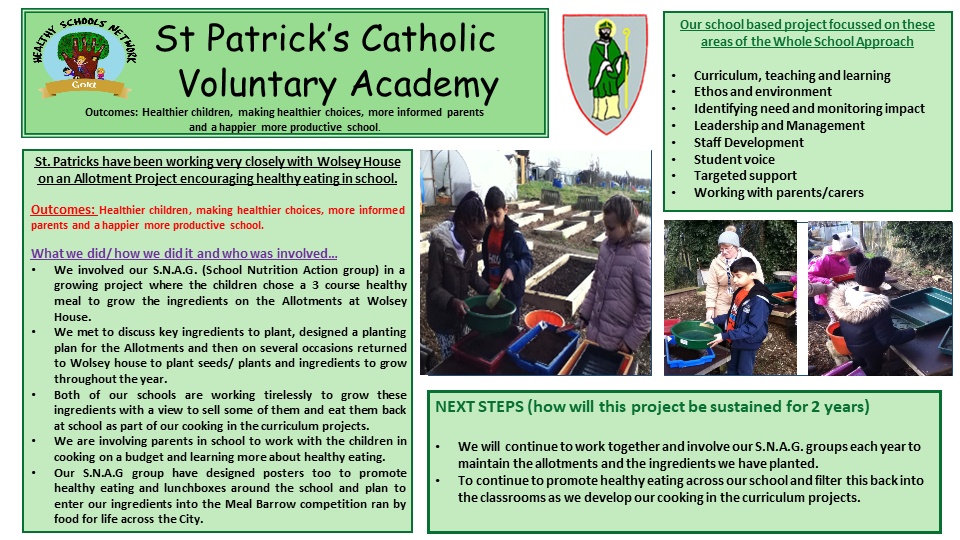 HEALTHY SCHOOLS NETWORK
Gold
St Patrick's Catholic
Voluntary Academy
Outcomes: Healthier children, making healthier choices, more informed parents
and a happier more productive school.
Our school based project focussed on these
areas of the Whole School Approach
• Curriculum, teaching and learning
• Ethos and environment
• Identifying need and monitoring impact
• Leadership and Management
• Staff Development
• Student voice
• Targeted support
• Working with parents/carers
St. Patricks have been working very closely with Wolsey House
on an Allotment Project encouraging healthy eating in school.
Outcomes: Healthier children, making healthier choices, more informed
parents and a happier more productive school.
What we did/ how we did it and who was involved…
• We involved our S.N.A.G. (School Nutrition Action group) in a
growing project where the children chose a 3 course healthy
meal to grow the ingredients on the Allotments at Wolsey
House.
• We met to discuss key ingredients to plant, designed a planting
plan for the Allotments and then on several occasions returned
to Wolsey house to plant seeds/ plants and ingredients to grow
throughout the year.
• Both of our schools are working tirelessly to grow these
ingredients with a view to sell some of them and eat them back
at school as part of our cooking in the curriculum projects.
• We are involving parents in school to work with the children in
cooking on a budget and learning more about healthy eating.
• Our S.N.A.G group have designed posters too to promote
healthy eating and lunchboxes around the school and plan to
enter our ingredients into the Meal Barrow competition ran by
food for life across the City.
NEXT STEPS (how will this project be sustained for 2 years)
• We will continue to work together and involve our S.N.A.G. groups each year to
maintain the allotments and the ingredients we have planted.
• To continue to promote healthy eating across our school and filter this back into
the classrooms as we develop our cooking in the curriculum projects.